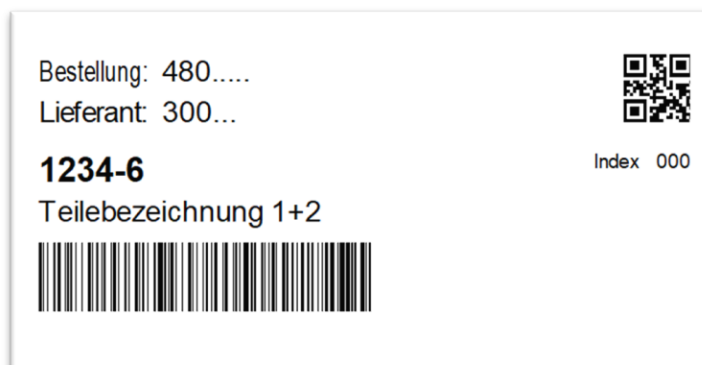 Bestellung: 480.....
Lieferant: 300...
Index 000
1234-6
Teilebezeichnung 1+2